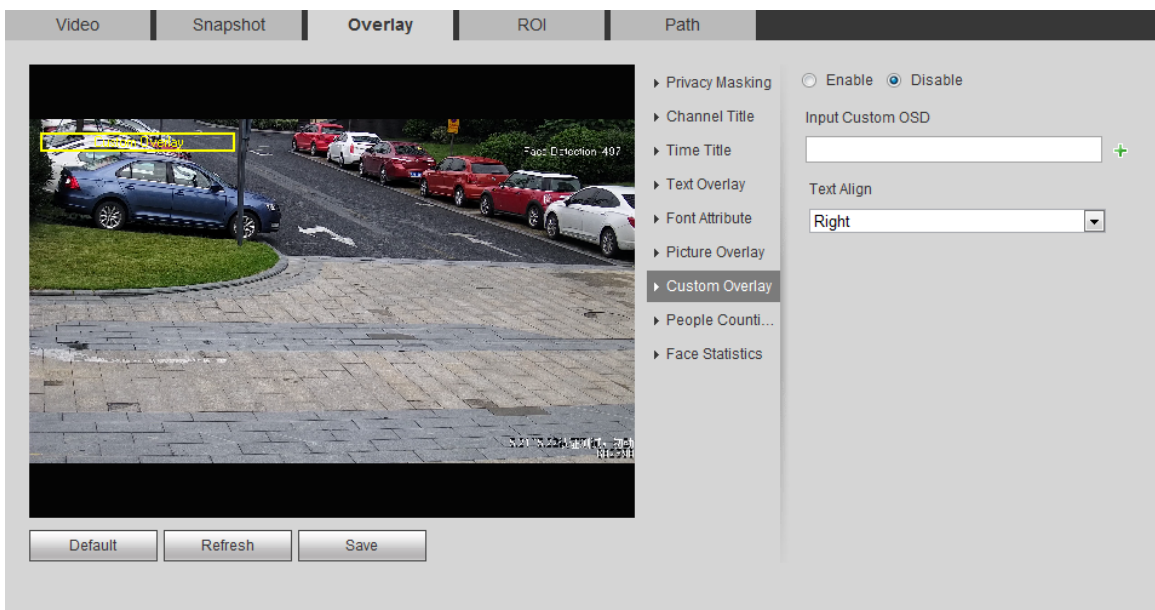 Video Snapshot Overlay ROI Path
Privacy Masking
Channel Title
Time Title
Text Overlay
Font Attribute
Picture Overlay
Custom Overlay
People Counti...
Face Statistics
Enable Disable
Input Custom OSD
Text Align
Right
Custom Overlay
Face Detection 497
Default Refresh Save